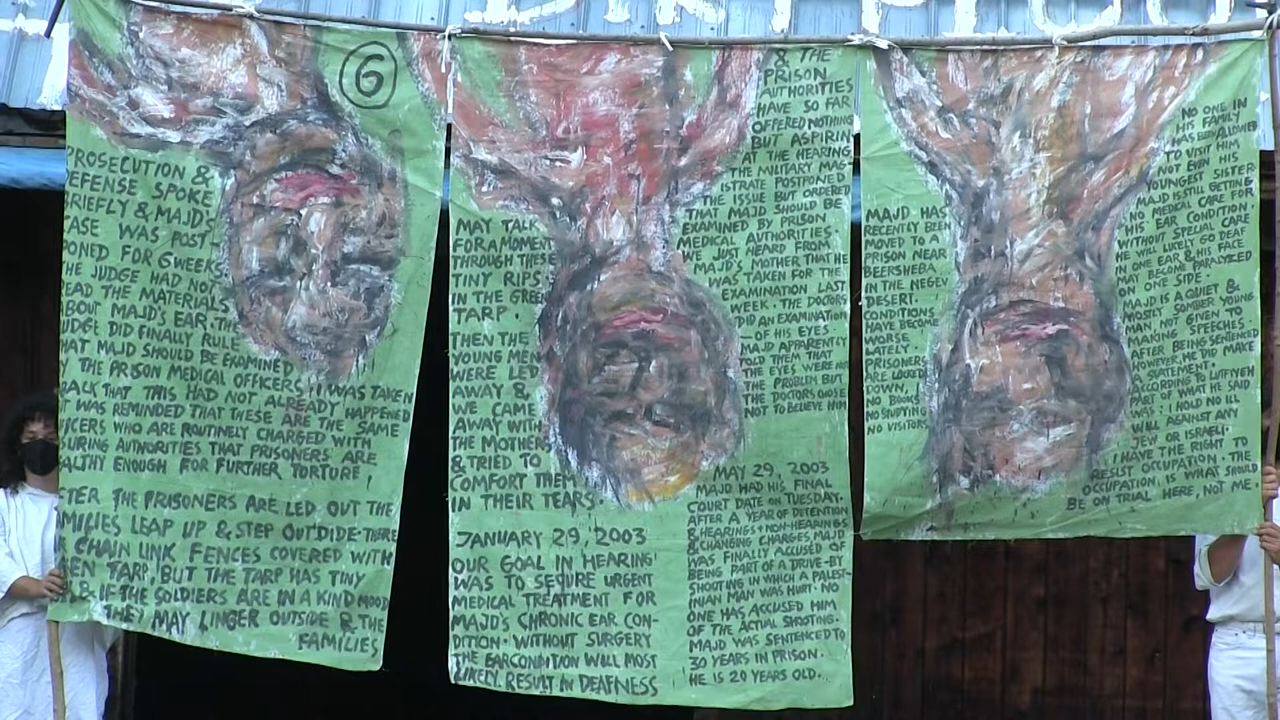 6
PROSECUTION &
DEFENSE SPOKE
BRIEFLY & MAJD'S
CASE WAS POST-
PONED FOR 6 WEEKS
THE JUDGE HAD NOT
READ THE MATERIALS
ABOUT MAJD'S EAR. THE
JUDGE DID FINALLY RULE
THAT MAJD SHOULD BE EXAMINED
THE PRISON MEDICAL OFFICERS IT WAS TAKEN
BACK THAT THIS HAD NOT ALREADY HAPPENED
WAS REMINDED THAT THESE ARE THE SAME
OFFICERS WHO ARE ROUTINELY CHARGED WITH
AUTHORITIES THAT PRISONERS ARE
HEALTHY ENOUGH FOR FURTHER TORTURE!
AFTER THE PRISONERS ARE LED OUT THE
FAMILIES LEAP UP & STEP OUTDIDE THERE
CHAIN LINK FENCES COVERED WITH
GREEN TARP, BUT THE TARP HAS TINY
& IF THE SOLDIERS ARE IN A KIND MOOD
THEY MAY LINGER OUTSIDE & THE
FAMILIES
MAY TALK
FOR A MOMENT
THROUGH THESE
TINY RIPS
IN THE GREEN
TARP.
THEN THE
YOUNG MEN
WERE LED
AWAY &
WE CAME
AWAY WITH
THE MOTHERS
& TRIED TO
COMFORT THEM
IN THEIR TEARS.
JANUARY 29, 2003
OUR GOAL IN HEARING
WAS TO SEQURE URGENT
MEDICAL TREATMENT FOR
MAJD'S CHRONIC EAR CON-
DITION. WITHOUT SURGERY
THE EARCONDITION WILL MOST
LIKELY. RESULT IN DEAFNESS
& THE
PRISON
AUTHORITIES
HAVE SO FAR
OFFERED NOTHING
BUT ASPIRIN
AT THE HEARING
THE MILITARY MAG-
ISTRATE POSTPONED
THE ISSUE BUT ORDERED
THAT MAJD SHOULD BE
EXAMINED BY PRISON
MEDICAL AUTHORITIES.
WE JUST HEARD FROM
MAJD'S MOTHER THAT HE
WAS TAKEN FOR THE
EXAMINATION LAST
WEEK. THE DOCTORS
DID AN EXAMINATION
OF HIS EYES.
MAJD APPARENTLY
TOLD THEM THAT
THE EYES WERE NOT
THE PROBLEM BUT
THE DOCTORS CHOSE
NOT TO BELIEVE HIM
MAY 29, 2003
MAJD HAD HIS FINAL
COURT DATE ON TUESDAY.
AFTER A YEAR OF DETENTION
& HEARINGS & NON-HEARINGS
& CHANGING CHARGES, MAJD
WAS FINALLY ACCUSED OF
BEING PART OF A DRIVE-BY
SHOOTING IN WHICH A PALEST-
INIAN MAN WAS HURT. NO
ONE HAS ACCUSED HIM
OF THE ACTUAL SHOOTING.
MAJD WAS SENTENCED TO
30 YEARS IN PRISON.
HE IS 20 YEARS OLD.
MAJD HAS
RECENTLY BEEN
MOVED TO A
PRISON NEAR
BEERSHEBA
IN THE NEGEV
DESERT.
CONDITIONS
HAVE BECOME
WORSE
LATELY
PRISONERS
ARE LOCKED
DOWN,
NO BOOKS
NO STUDYING
NO VISITORS
NO ONE IN
HIS FAMILY
HAS BEEN ALLOWED
TO VISIT HIM
NOT EVEN HIS
YOUNGEST SISTER
MAJD IS STILL GETTING
NO MEDICAL CARE FOR
HIS EAR CONDITION.
WITHOUT SPECIAL CARE
HE WILL LIKELY GO DEAF
IN ONE EAR & HIS FACE
MAY BECOME PARALYZED
ON ONE SIDE
MAJD IS A QUIET &
MOSTLY SOMBER YOUNG
MAN, NOT GIVEN TO
MAKING SPEECHES.
AFTER BEING SENTENCED
HOWEVER, HE DID MAKE
A STATEMENT.
ACCORDING TO LUTFIYEH
PART OF WHAT HE SAID
WAS: I HOLD NO ILL
WILL AGAINST ANY
JEW OR ISRAELI.
I HAVE THE RIGHT TO
RESIST OCCUPATION. THE
OCCUPATION, IS WHAT SHOULD
BE ON TRIAL HERE, NOT ME.